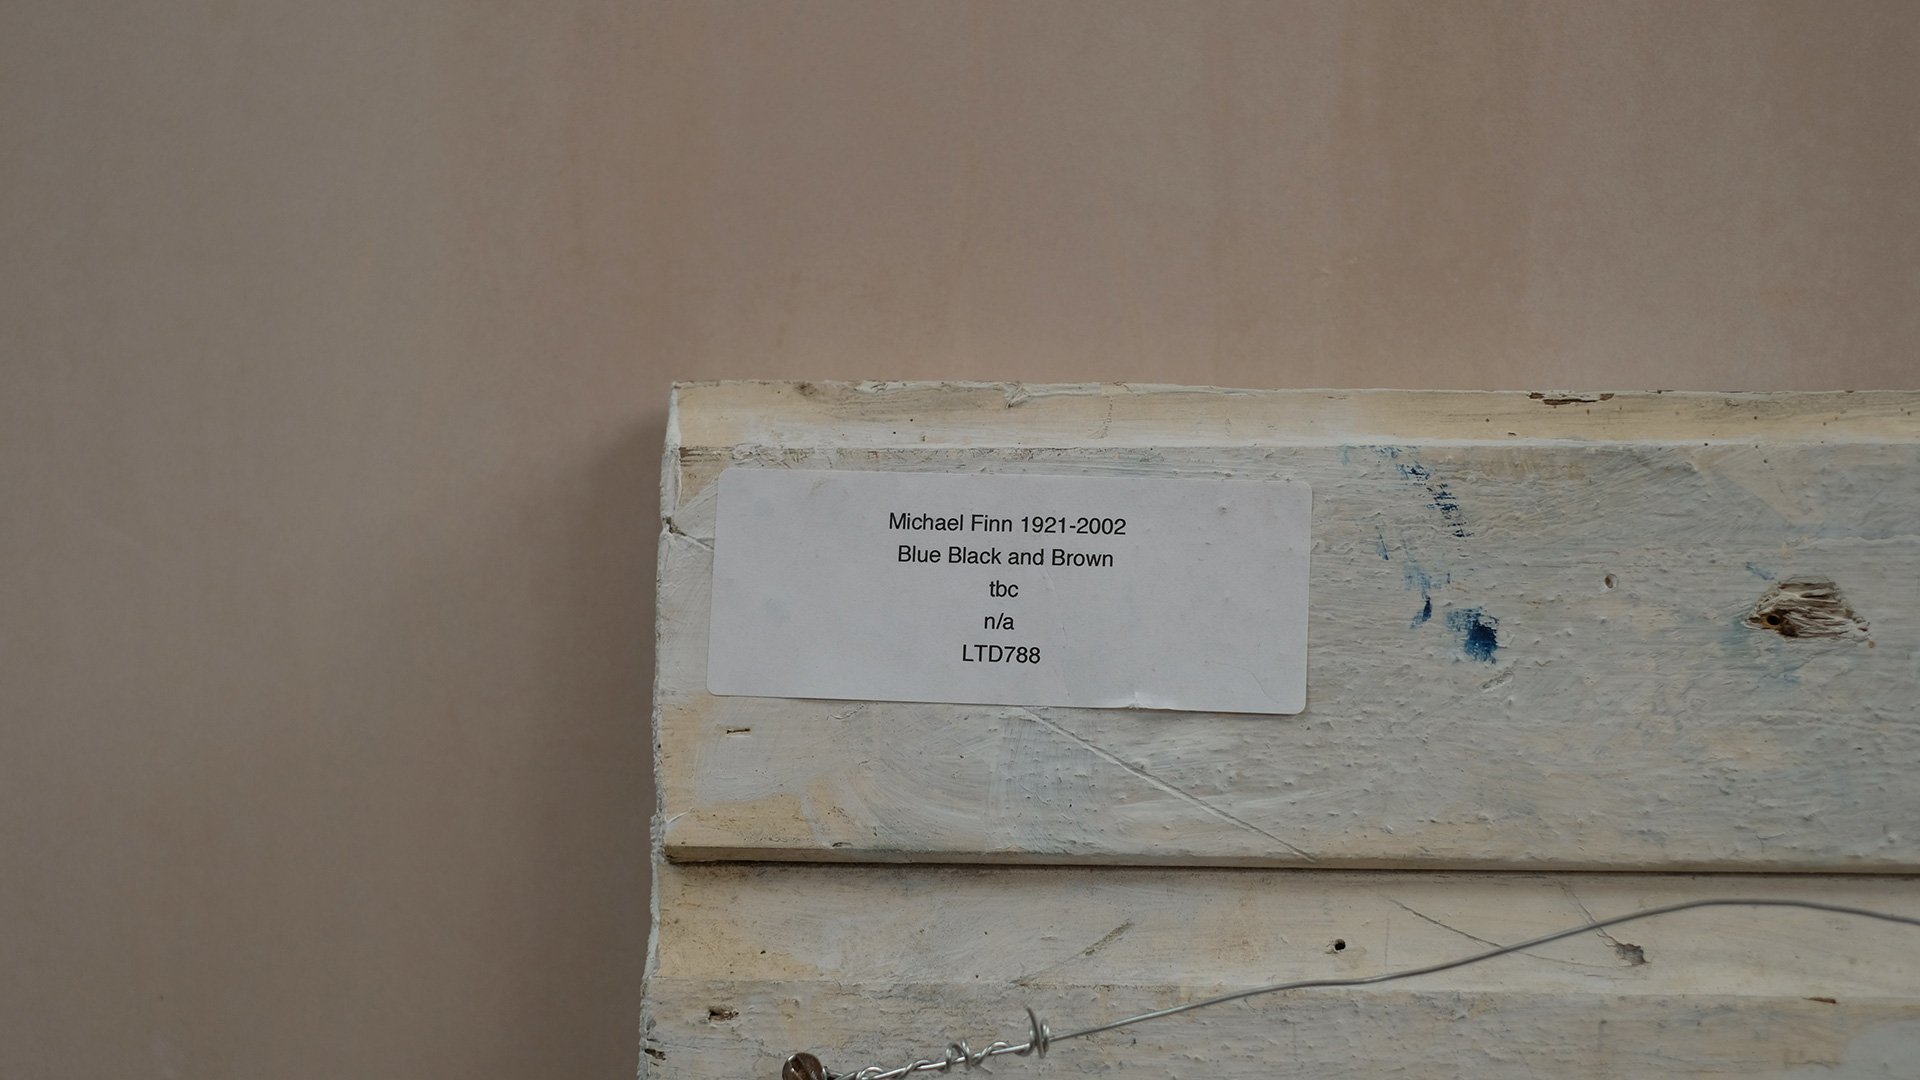 Michael Finn 1921-2002
Blue Black and Brown
tbc
n/a
LTD788